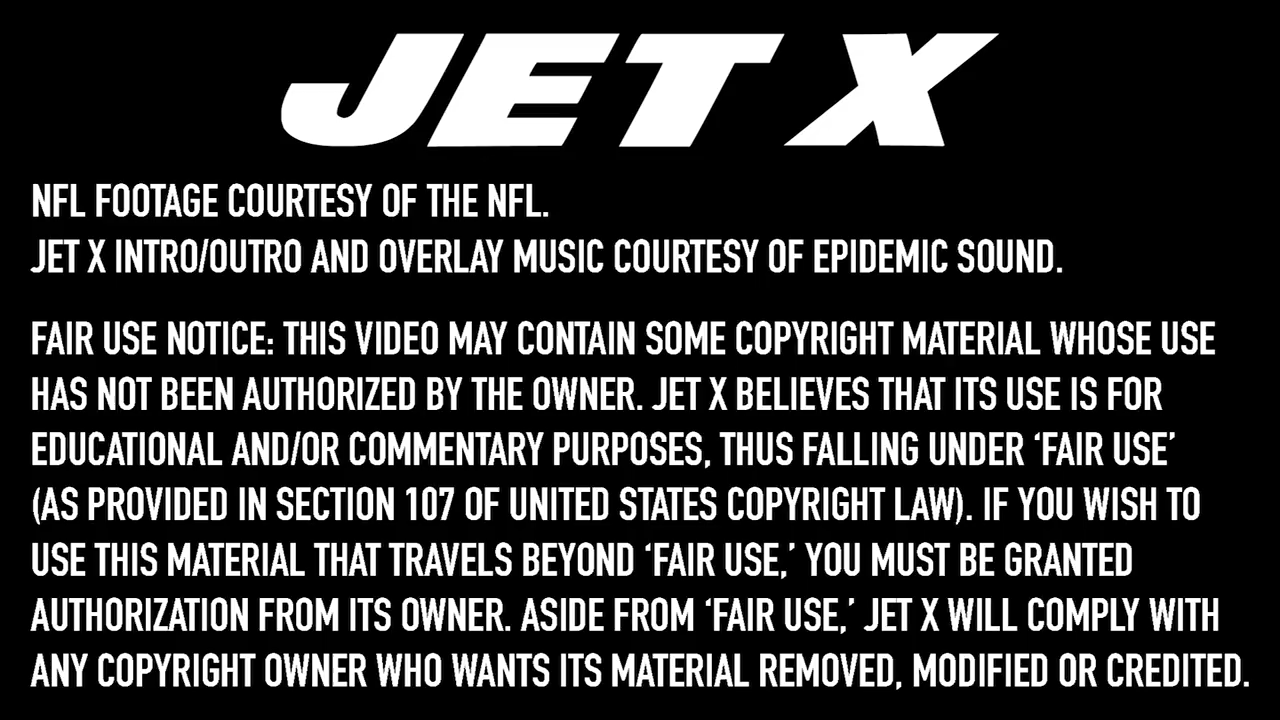 JET X
NFL FOOTAGE COURTESY OF THE NFL.
JET X INTRO/OUTRO AND OVERLAY MUSIC COURTESY OF EPIDEMIC SOUND.
FAIR USE NOTICE: THIS VIDEO MAY CONTAIN SOME COPYRIGHT MATERIAL WHOSE USE
HAS NOT BEEN AUTHORIZED BY THE OWNER. JET X BELIEVES THAT ITS USE IS FOR
EDUCATIONAL AND/OR COMMENTARY PURPOSES, THUS FALLING UNDER ‘FAIR USE’
(AS PROVIDED IN SECTION 107 OF UNITED STATES COPYRIGHT LAW). IF YOU WISH TO
USE THIS MATERIAL THAT TRAVELS BEYOND ‘FAIR USE,’ YOU MUST BE GRANTED
AUTHORIZATION FROM ITS OWNER. ASIDE FROM ‘FAIR USE,’ JET X WILL COMPLY WITH
ANY COPYRIGHT OWNER WHO WANTS ITS MATERIAL REMOVED, MODIFIED OR CREDITED.